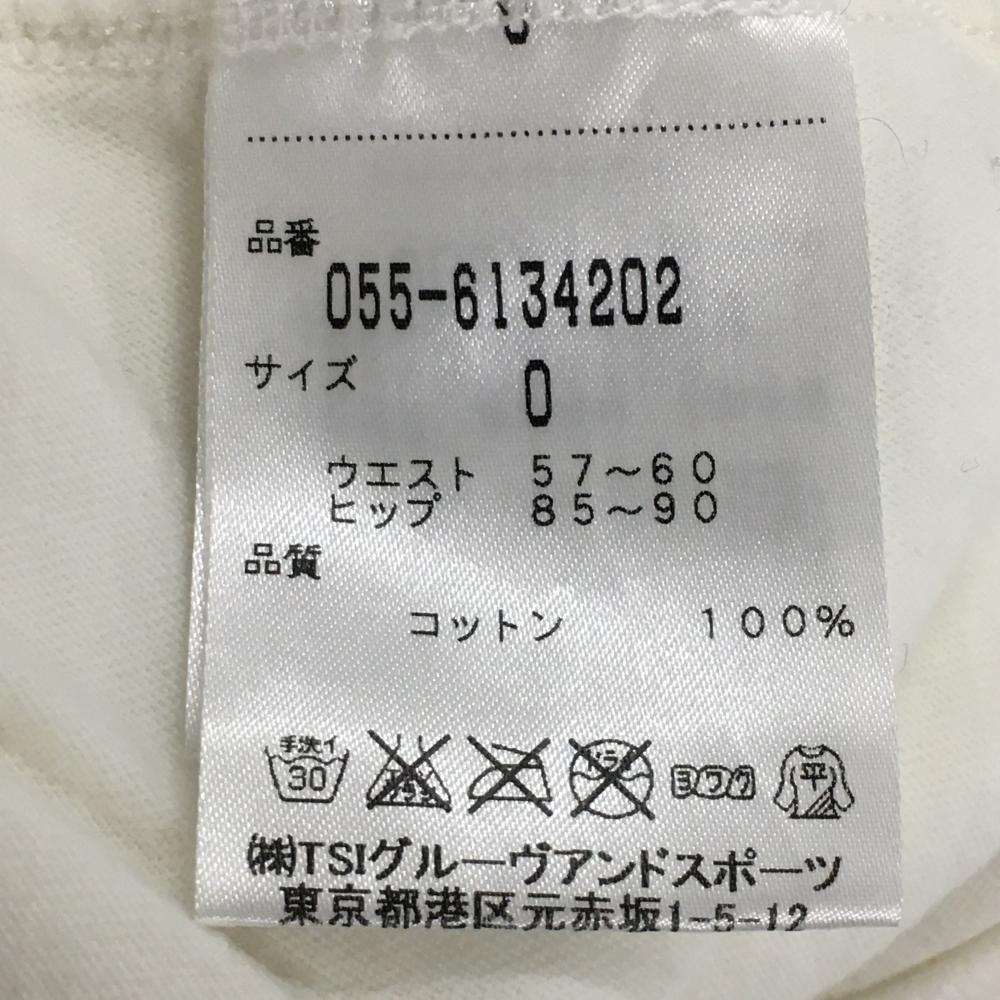 品番
055-6134202
サイズ 0
ウエスト 57~60
ヒップ 85~90
品質
コットン 100%
手洗イ 30 ヨワク 平
㈱TSIグルーヴアンドスポーツ
東京都港区元赤坂1-5-12